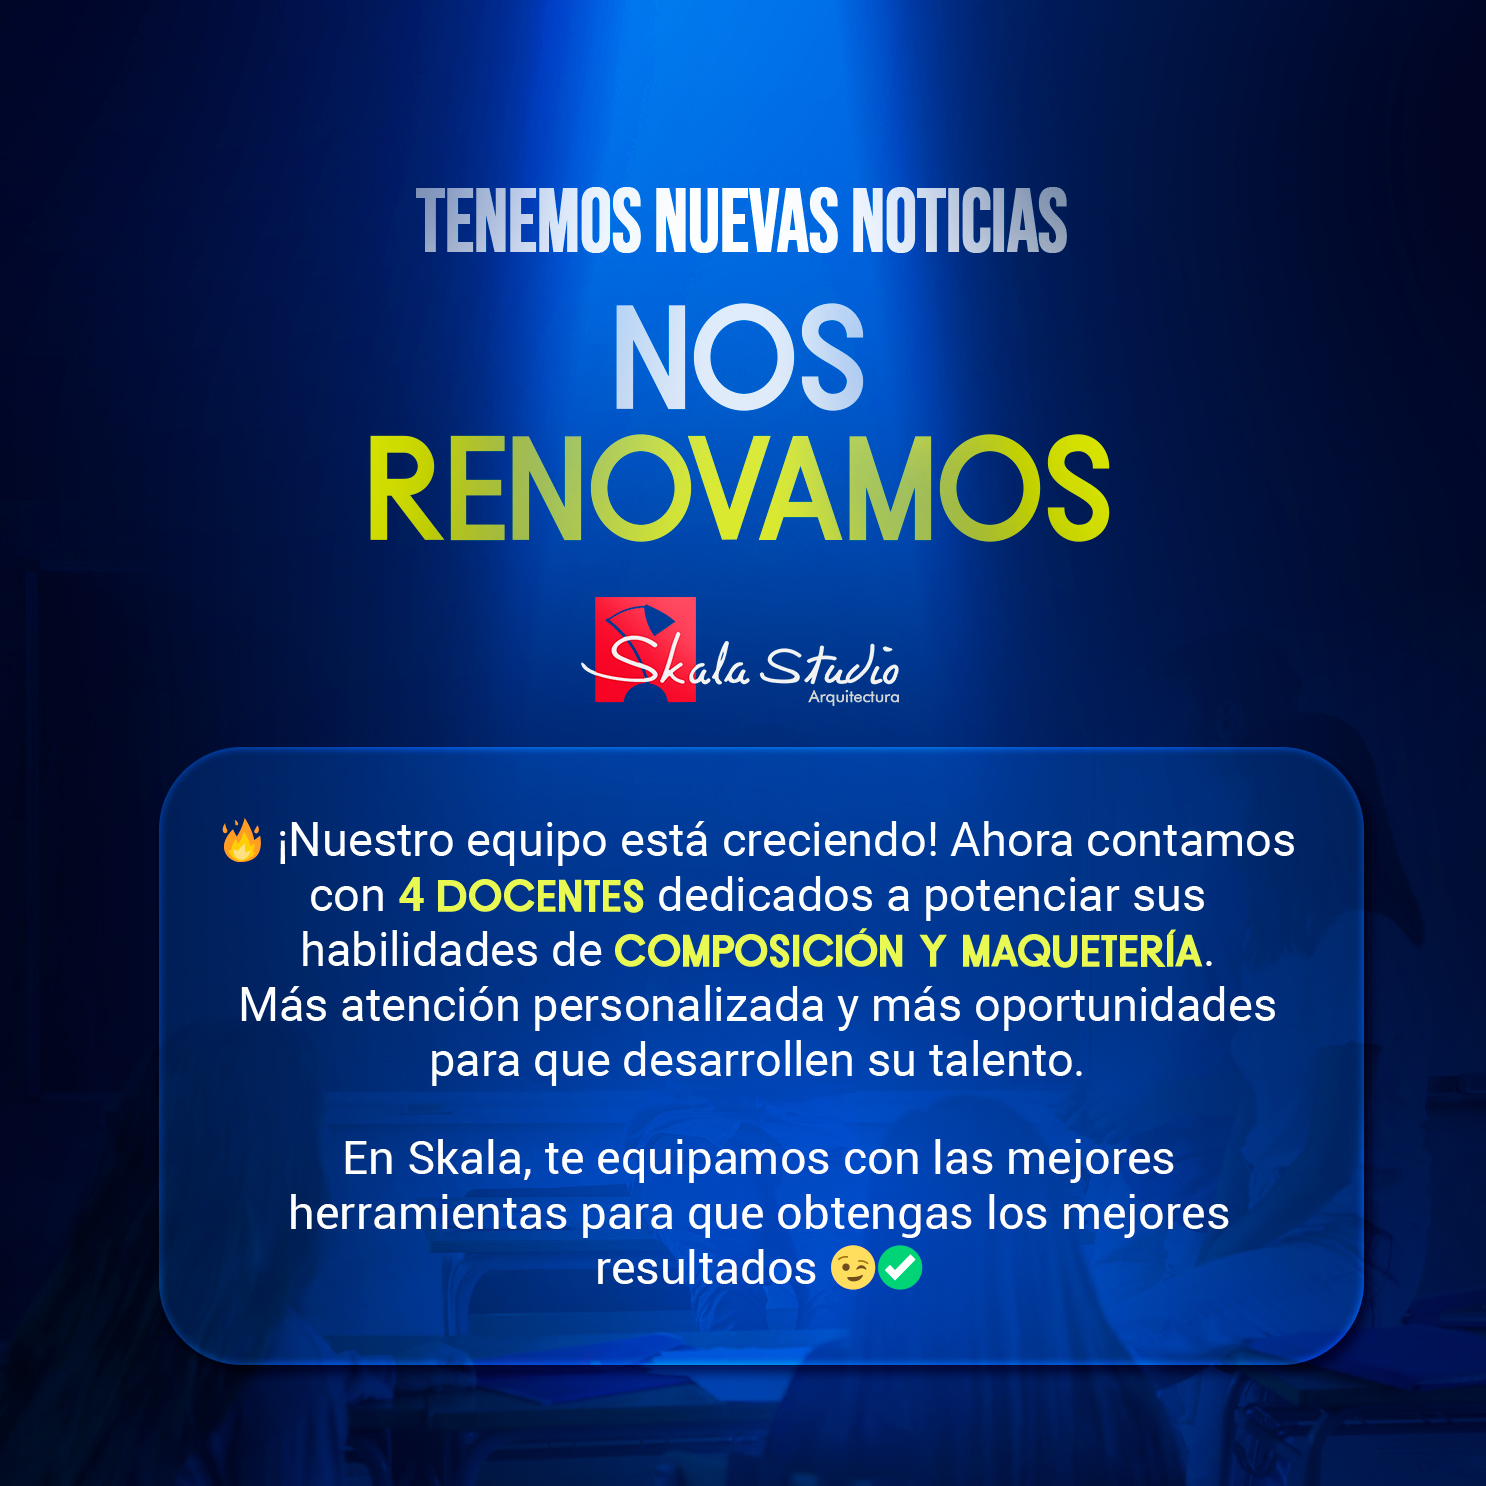 TENEMOS NUEVAS NOTICIAS
NOS
RENOVAMOS
Skala Studio
Arquitectura
🔥 ¡Nuestro equipo está creciendo! Ahora contamos
con 4 DOCENTES dedicados a potenciar sus
habilidades de COMPOSICIÓN Y MAQUETERÍA.
Más atención personalizada y más oportunidades
para que desarrollen su talento.
En Skala, te equipamos con las mejores
herramientas para que obtengas los mejores
resultados 😉✅